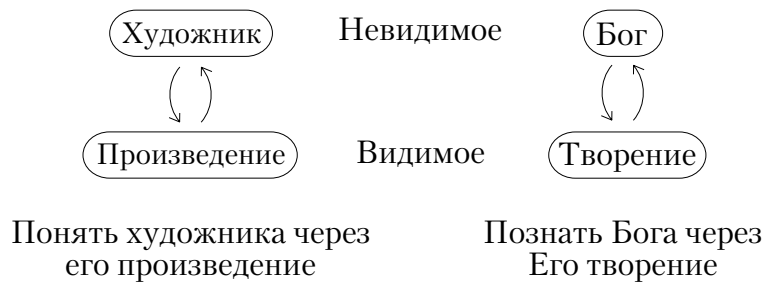 Художник Невидимое Бог
Произведение Видимое Творение
Понять художника через
его произведение
Познать Бога через
Его творение